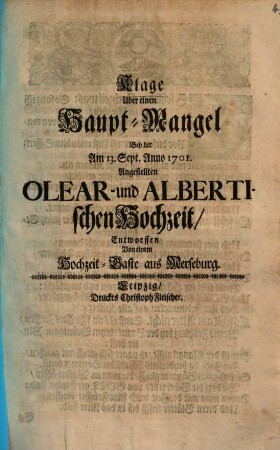 4.
Klage
Uber einen
Haupt-Mangel
Bey der
Am 13. Sept. Anno 1701.
Angestellten
OLEAR-und ALBERTI-
schen Hochzeit/
Entworffen
Von einem
Hochzeit-Gaste aus Merseburg.
Leipzig/
Druckts Christoph Fleischer.